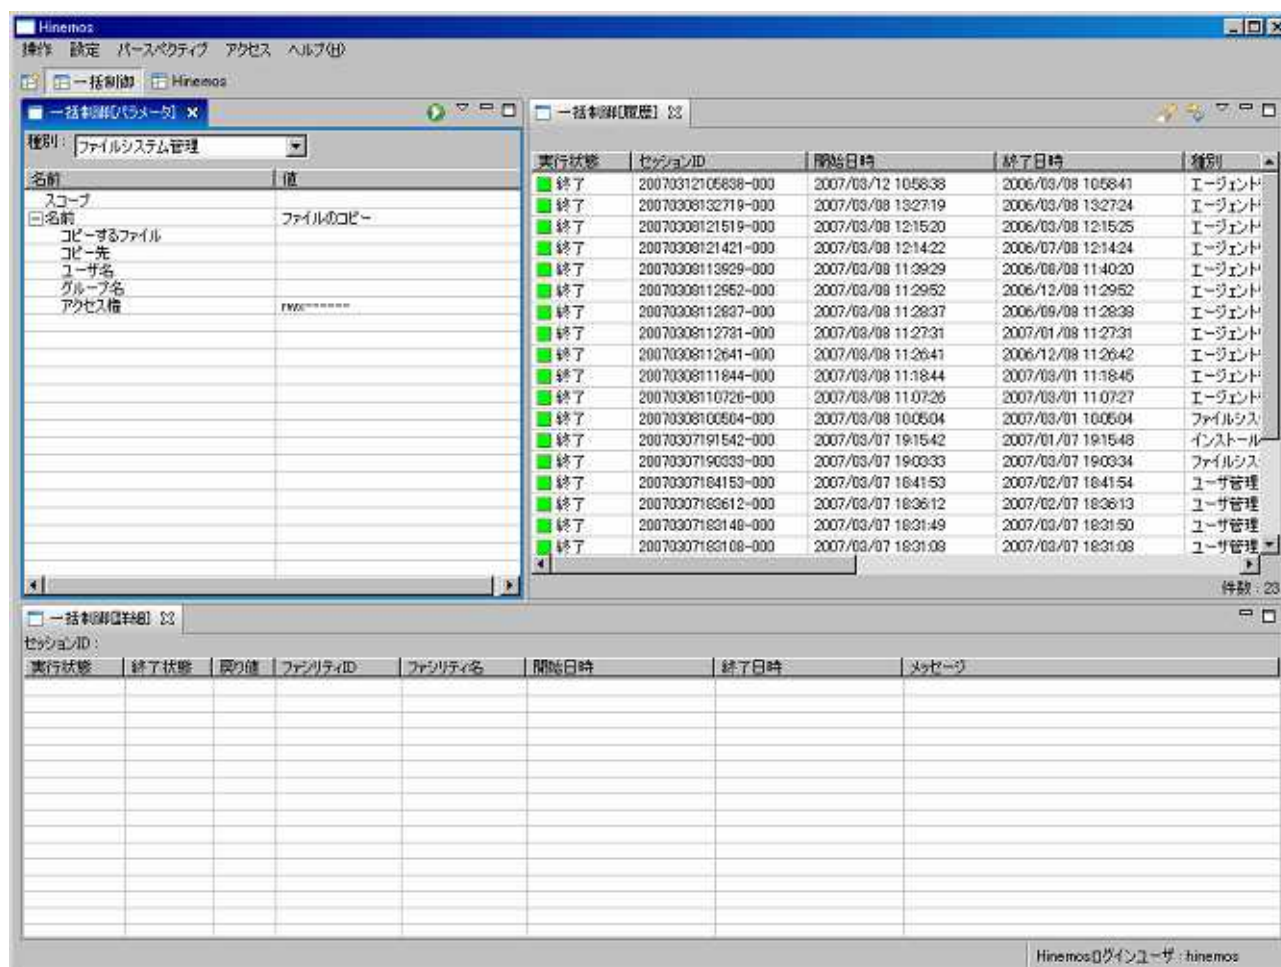 Hinemos
操作 設定 パースペクティブ アクセス ヘルプ(H)
一括制御 Hinemos
一括制御[パラメータ]
種別: ファイルシステム管理
名前 値
スコープ
名前 ファイルのコピー
コピーするファイル
コピー先
ユーザ名
グループ名
アクセス権 rwx------
一括制御[履歴]
実行状態 セッションID 開始日時 終了日時 種別
終了 20070312105838-000 2007/03/12 10:58:38 2006/03/08 10:58:41 エージェント
終了 20070308132719-000 2007/03/08 13:27:19 2006/03/08 13:27:24 エージェント
終了 20070308121519-000 2007/03/08 12:15:20 2006/03/08 12:15:25 エージェント
終了 20070308121421-000 2007/03/08 12:14:22 2006/07/08 12:14:24 エージェント
終了 20070308113929-000 2007/03/08 11:39:29 2006/08/08 11:40:20 エージェント
終了 20070308112952-000 2007/03/08 11:29:52 2006/12/08 11:29:52 エージェント
終了 20070308112837-000 2007/03/08 11:28:37 2006/09/08 11:28:38 エージェント
終了 20070308112731-000 2007/03/08 11:27:31 2007/01/08 11:27:31 エージェント
終了 20070308112641-000 2007/03/08 11:26:41 2006/12/08 11:26:42 エージェント
終了 20070308111844-000 2007/03/08 11:18:44 2007/03/01 11:18:45 エージェント
終了 20070308110726-000 2007/03/08 11:07:26 2007/03/01 11:07:27 エージェント
終了 20070308100504-000 2007/03/08 10:05:04 2007/03/01 10:05:04 ファイルシス
終了 20070307191542-000 2007/03/07 19:15:42 2007/01/07 19:15:48 インストール
終了 20070307190333-000 2007/03/07 19:03:33 2007/03/07 19:03:34 ファイルシス
終了 20070307184153-000 2007/03/07 18:41:53 2007/02/07 18:41:54 ユーザ管理
終了 20070307183612-000 2007/03/07 18:36:12 2007/02/07 18:36:13 ユーザ管理
終了 20070307183148-000 2007/03/07 18:31:49 2007/03/07 18:31:50 ユーザ管理
終了 20070307183108-000 2007/03/07 18:31:08 2007/03/07 18:31:08 ユーザ管理
件数 : 23
一括制御[詳細]
セッションID :
実行状態 終了状態 戻り値 ファシリティID ファシリティ名 開始日時 終了日時 メッセージ
Hinemosログインユーザ : hinemos